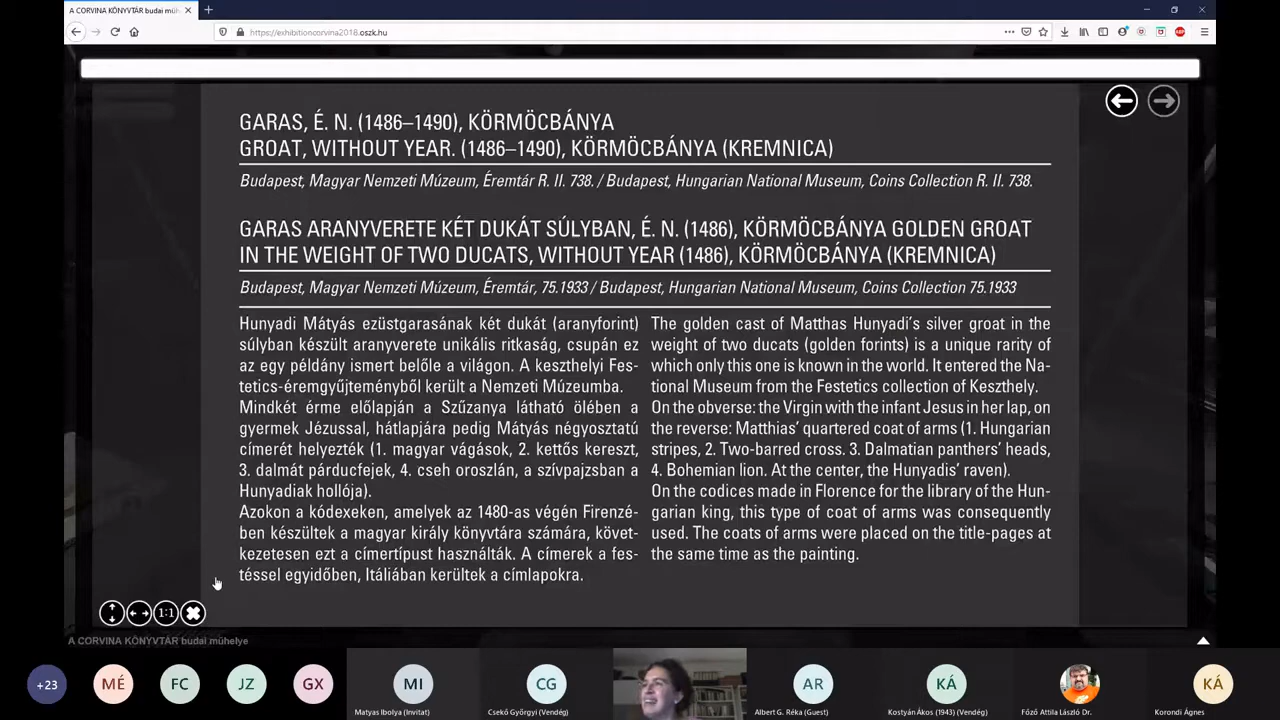 A CORVINA KÖNYVTÁR budai műh
https://exhibitioncorvina2018.oszk.hu
GARAS, É. N. (1486–1490), KÖRMÖCBÁNYA
GROAT, WITHOUT YEAR. (1486–1490), KÖRMÖCBÁNYA (KREMNICA)
Budapest, Magyar Nemzeti Múzeum, Éremtár R. II. 738. / Budapest, Hungarian National Museum, Coins Collection R. II. 738.
GARAS ARANYVERETE KÉT DUKÁT SÚLYBAN, É. N. (1486), KÖRMÖCBÁNYA GOLDEN GROAT
IN THE WEIGHT OF TWO DUCATS, WITHOUT YEAR (1486), KÖRMÖCBÁNYA (KREMNICA)
Budapest, Magyar Nemzeti Múzeum, Éremtár, 75.1933 / Budapest, Hungarian National Museum, Coins Collection 75.1933
Hunyadi Mátyás ezüstgarasának két dukát (aranyforint)
súlyban készült aranyverete unikális ritkaság, csupán ez
az egy példány ismert belőle a világon. A keszthelyi Fes-
tetics-éremgyűjteményből került a Nemzeti Múzeumba.
Mindkét érme előlapján a Szűzanya látható ölében a
gyermek Jézussal, hátlapjára pedig Mátyás négyosztatú
címerét helyezték (1. magyar vágások, 2. kettős kereszt,
3. dalmát párducfejek, 4. cseh oroszlán, a szívpajzsban a
Hunyadiak hollója).
Azokon a kódexeken, amelyek az 1480-as végén Firenzé-
ben készültek a magyar király könyvtára számára, követ-
kezetesen ezt a címertípust használták. A címerek a fes-
téssel egyidőben, Itáliában kerültek a címlapokra.
The golden cast of Matthas Hunyadi's silver groat in the
weight of two ducats (golden forints) is a unique rarity of
which only this one is known in the world. It entered the Na-
tional Museum from the Festetics collection of Keszthely.
On the obverse: the Virgin with the infant Jesus in her lap, on
the reverse: Matthias' quartered coat of arms (1. Hungarian
stripes, 2. Two-barred cross. 3. Dalmatian panthers' heads,
4. Bohemian lion. At the center, the Hunyadis' raven).
On the codices made in Florence for the library of the Hun-
garian king, this type of coat of arms was consequently
used. The coats of arms were placed on the title-pages at
the same time as the painting.
1:1
A CORVINA KÖNYVTÁR budai műhelye
+23
MÉ
FC
JZ
GX
MI
CG
AR
KÁ
KÁ
Matyas Ibolya (Invitat)
Csekő Györgyi (Vendég)
Albert G. Réka (Guest)
Kostyán Ákos (1943) (Vendég)
Főző Attila László Dr.
Korondi Ágnes